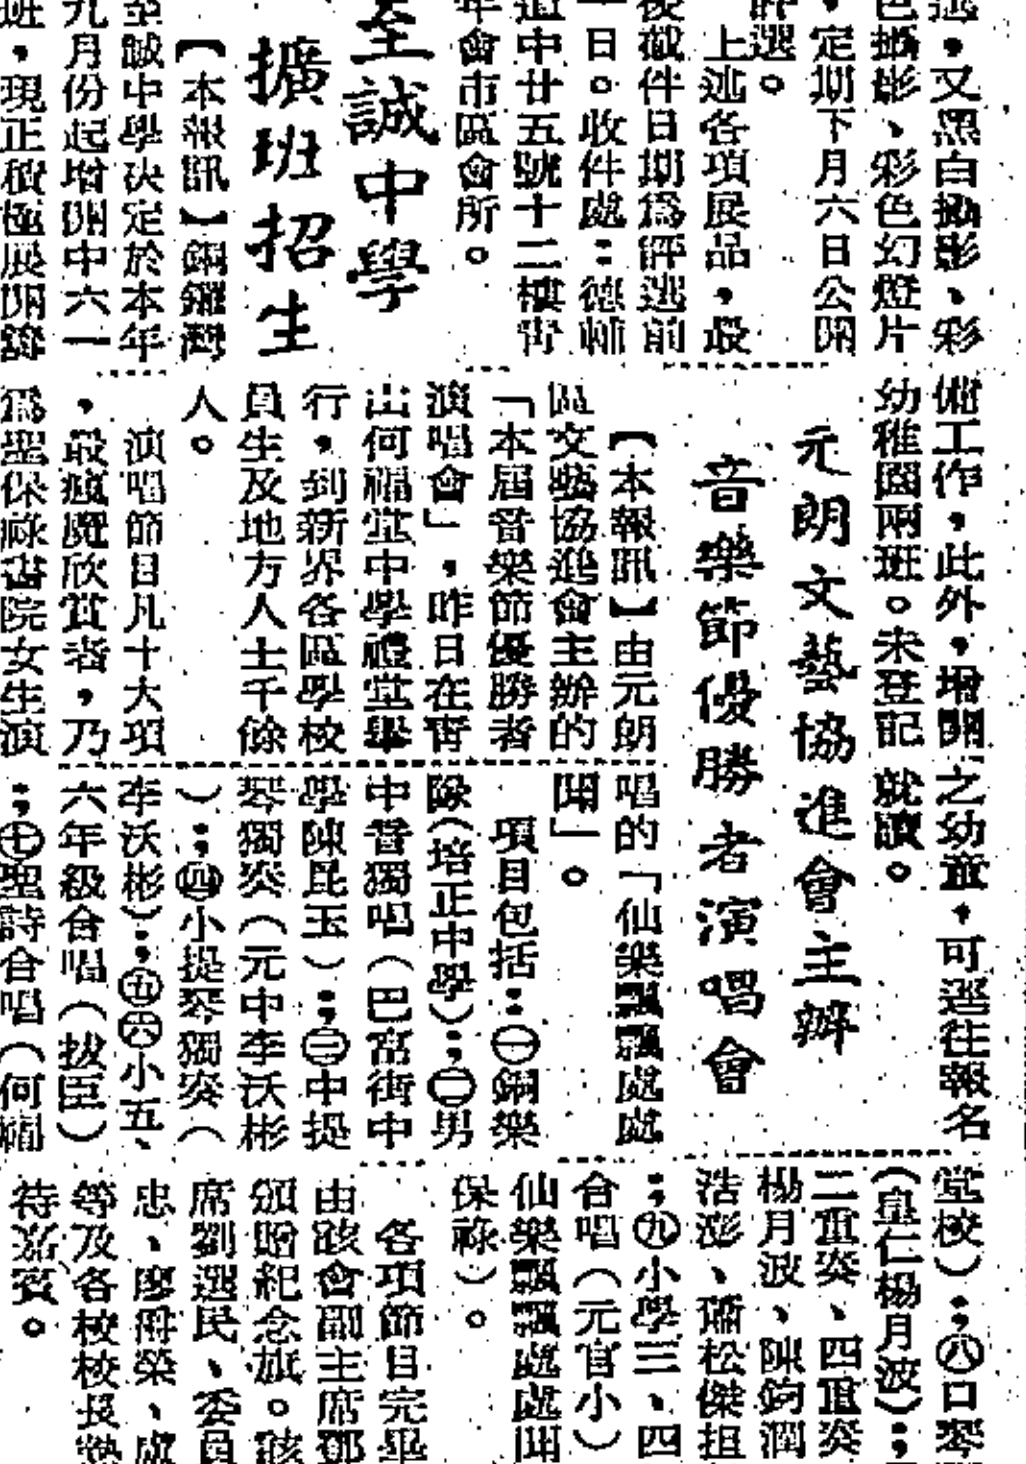 選，又黑白攝影、彩
色攝影、彩色幻燈片
，定期下月六日公開
評選。
上述各項展品，最
後截件日期爲評選前
一日。收件處：德輔
道中廿五號十二樓青
年會市區會所。
至誠中學
擴班招生
【本報訊】銅鑼灣
至誠中學決定於本年
九月份起增開中六一
班，現正積極展開籌
備工作，此外，增開
幼稚園兩班。未登記
之幼童，可逕往報名
就讀。
元朗文藝協進會主辦
音樂節優勝者演唱會
【本報訊】由元朗
區文藝協進會主辦的
「本屆音樂節優勝者
演唱會」，昨日在青
出何福堂中學禮堂舉
行，到新界各區學校
員生及地方人士千餘
人。
演唱節目凡十大項
，最瘋魔欣賞者，乃
爲聖保祿書院女生演
唱的「仙樂飄飄處處
聞」。
項目包括：㊀銅樂
隊（培正中學）；㊁男
中音獨唱（巴富街中
學陳昆玉）；㊂中提
琴獨奏（元中李沃彬
）；㊃小提琴獨奏（
李沃彬）；㊄㊅小五、
六年級合唱（拔臣）
；㊆聖詩合唱（何福
堂校）；㊇口琴
（皇仁楊月波）；
二重奏、四重奏
楊月波、陳鈞潤
浩澎、松傑担
；㊈小學三、四
合唱（元官小）
仙樂飄飄處處聞
保祿）。
各項節目完畢
由該會副主席鄧
頒贈紀念旗。該
席劉選民、委員
忠、廖冊榮、處
等及各校校長
待嘉賓。